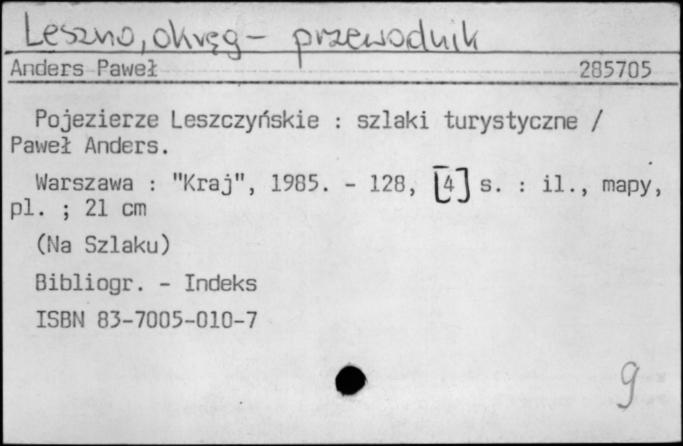 Leszno, okręg - przewodnik
Anders Paweł 285705
Pojezierze Leszczyńskie : szlaki turystyczne /
Paweł Anders.
Warszawa : "Kraj", 1985. - 128, [4] s. : il., mapy,
pl. ; 21 cm
(Na Szlaku)
Bibliogr. - Indeks
ISBN 83-7005-010-7
9